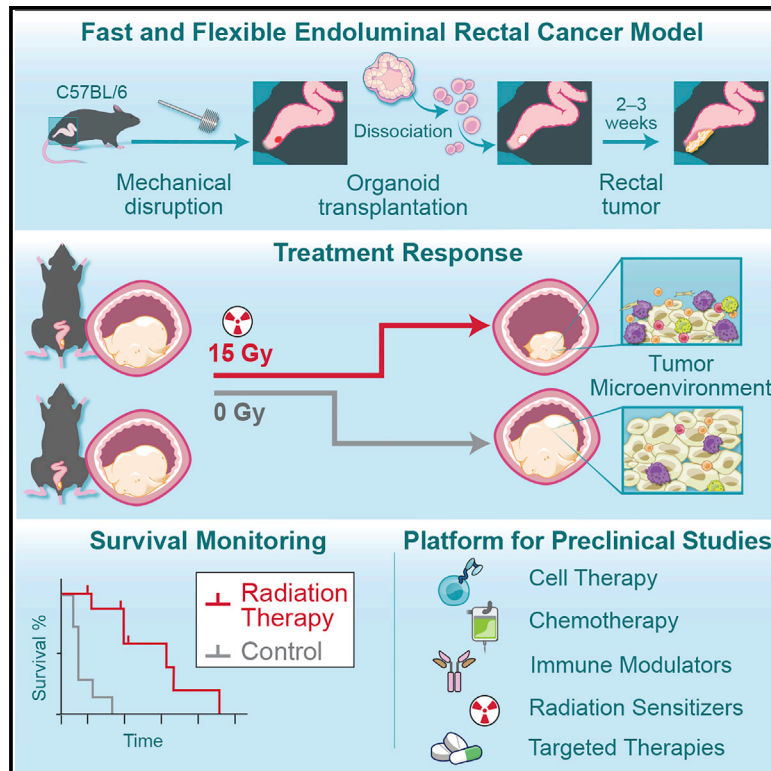 Fast and Flexible Endoluminal Rectal Cancer Model
C57BL/6
Dissociation
2–3
weeks
Mechanical
disruption
Organoid
transplantation
Rectal
tumor
Treatment Response
15 Gy
0 Gy
Tumor
Microenvironment
Survival Monitoring
Survival %
Time
Radiation
Therapy
Control
Platform for Preclinical Studies
Cell Therapy
Chemotherapy
Immune Modulators
Radiation Sensitizers
Targeted Therapies